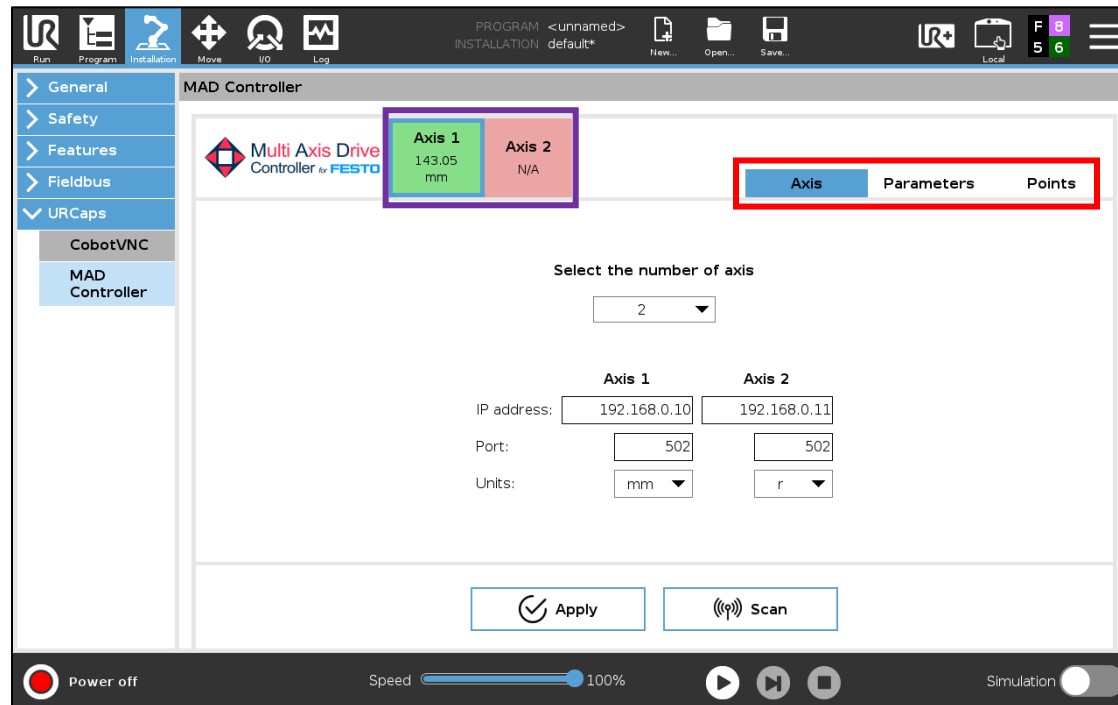 PROGRAM <unnamed>
INSTALLATION default*
Run Program Installation Move I/O Log New... Open... Save... UR+ Local F 8 5 6
General
MAD Controller
Safety
Features
Fieldbus
URCaps
CobotVNC
MAD
Controller
Multi Axis Drive
Controller for FESTO
Axis 1
143.05
mm
Axis 2
N/A
Axis Parameters Points
Select the number of axis
2
Axis 1 Axis 2
IP address: 192.168.0.10 192.168.0.11
Port: 502 502
Units: mm r
Apply Scan
Power off Speed 100% Simulation